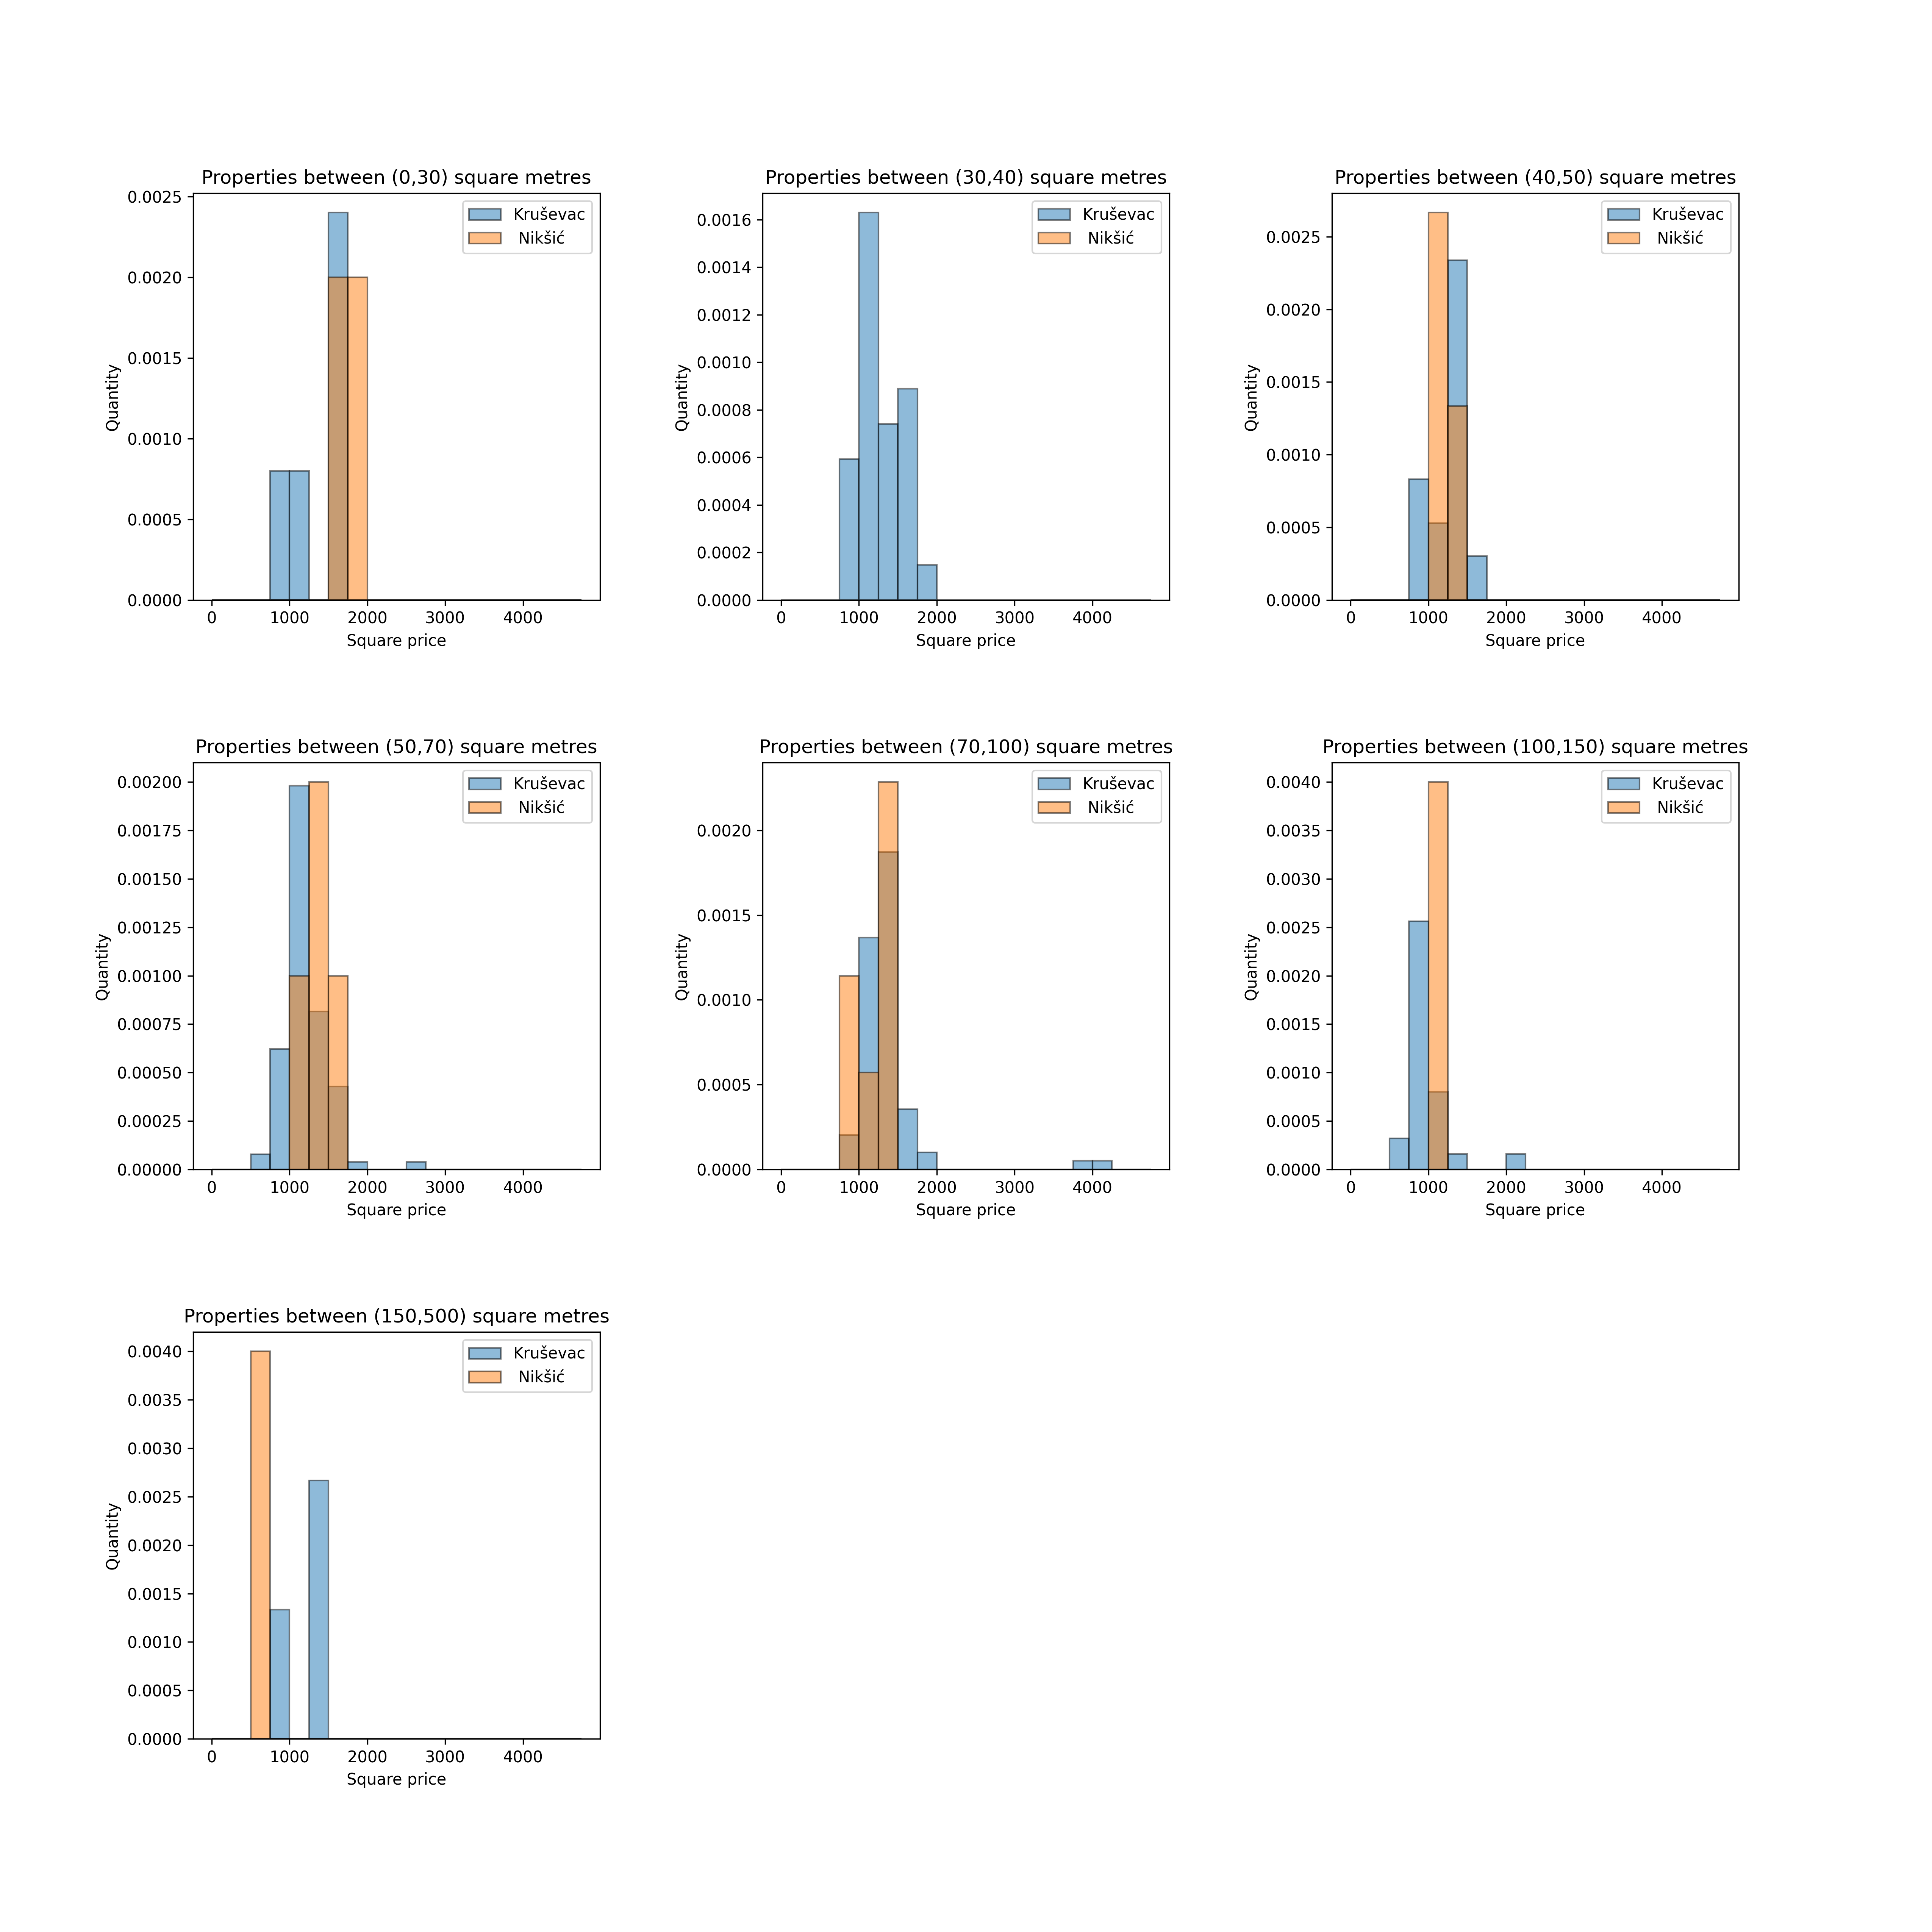 Properties between (0,30) square metres
0.0025
0.0020
0.0015
0.0010
0.0005
0.0000
Quantity
Kruševac
Nikšić
0 1000 2000 3000 4000
Square price
Properties between (30,40) square metres
0.0016
0.0014
0.0012
0.0010
0.0008
0.0006
0.0004
0.0002
0.0000
Quantity
Kruševac
Nikšić
0 1000 2000 3000 4000
Square price
Properties between (40,50) square metres
0.0025
0.0020
0.0015
0.0010
0.0005
0.0000
Quantity
Kruševac
Nikšić
0 1000 2000 3000 4000
Square price
Properties between (50,70) square metres
0.00200
0.00175
0.00150
0.00125
0.00100
0.00075
0.00050
0.00025
0.00000
Quantity
Kruševac
Nikšić
0 1000 2000 3000 4000
Square price
Properties between (70,100) square metres
0.0020
0.0015
0.0010
0.0005
0.0000
Quantity
Kruševac
Nikšić
0 1000 2000 3000 4000
Square price
Properties between (100,150) square metres
0.0040
0.0035
0.0030
0.0025
0.0020
0.0015
0.0010
0.0005
0.0000
Quantity
Kruševac
Nikšić
0 1000 2000 3000 4000
Square price
Properties between (150,500) square metres
0.0040
0.0035
0.0030
0.0025
0.0020
0.0015
0.0010
0.0005
0.0000
Quantity
Kruševac
Nikšić
0 1000 2000 3000 4000
Square price